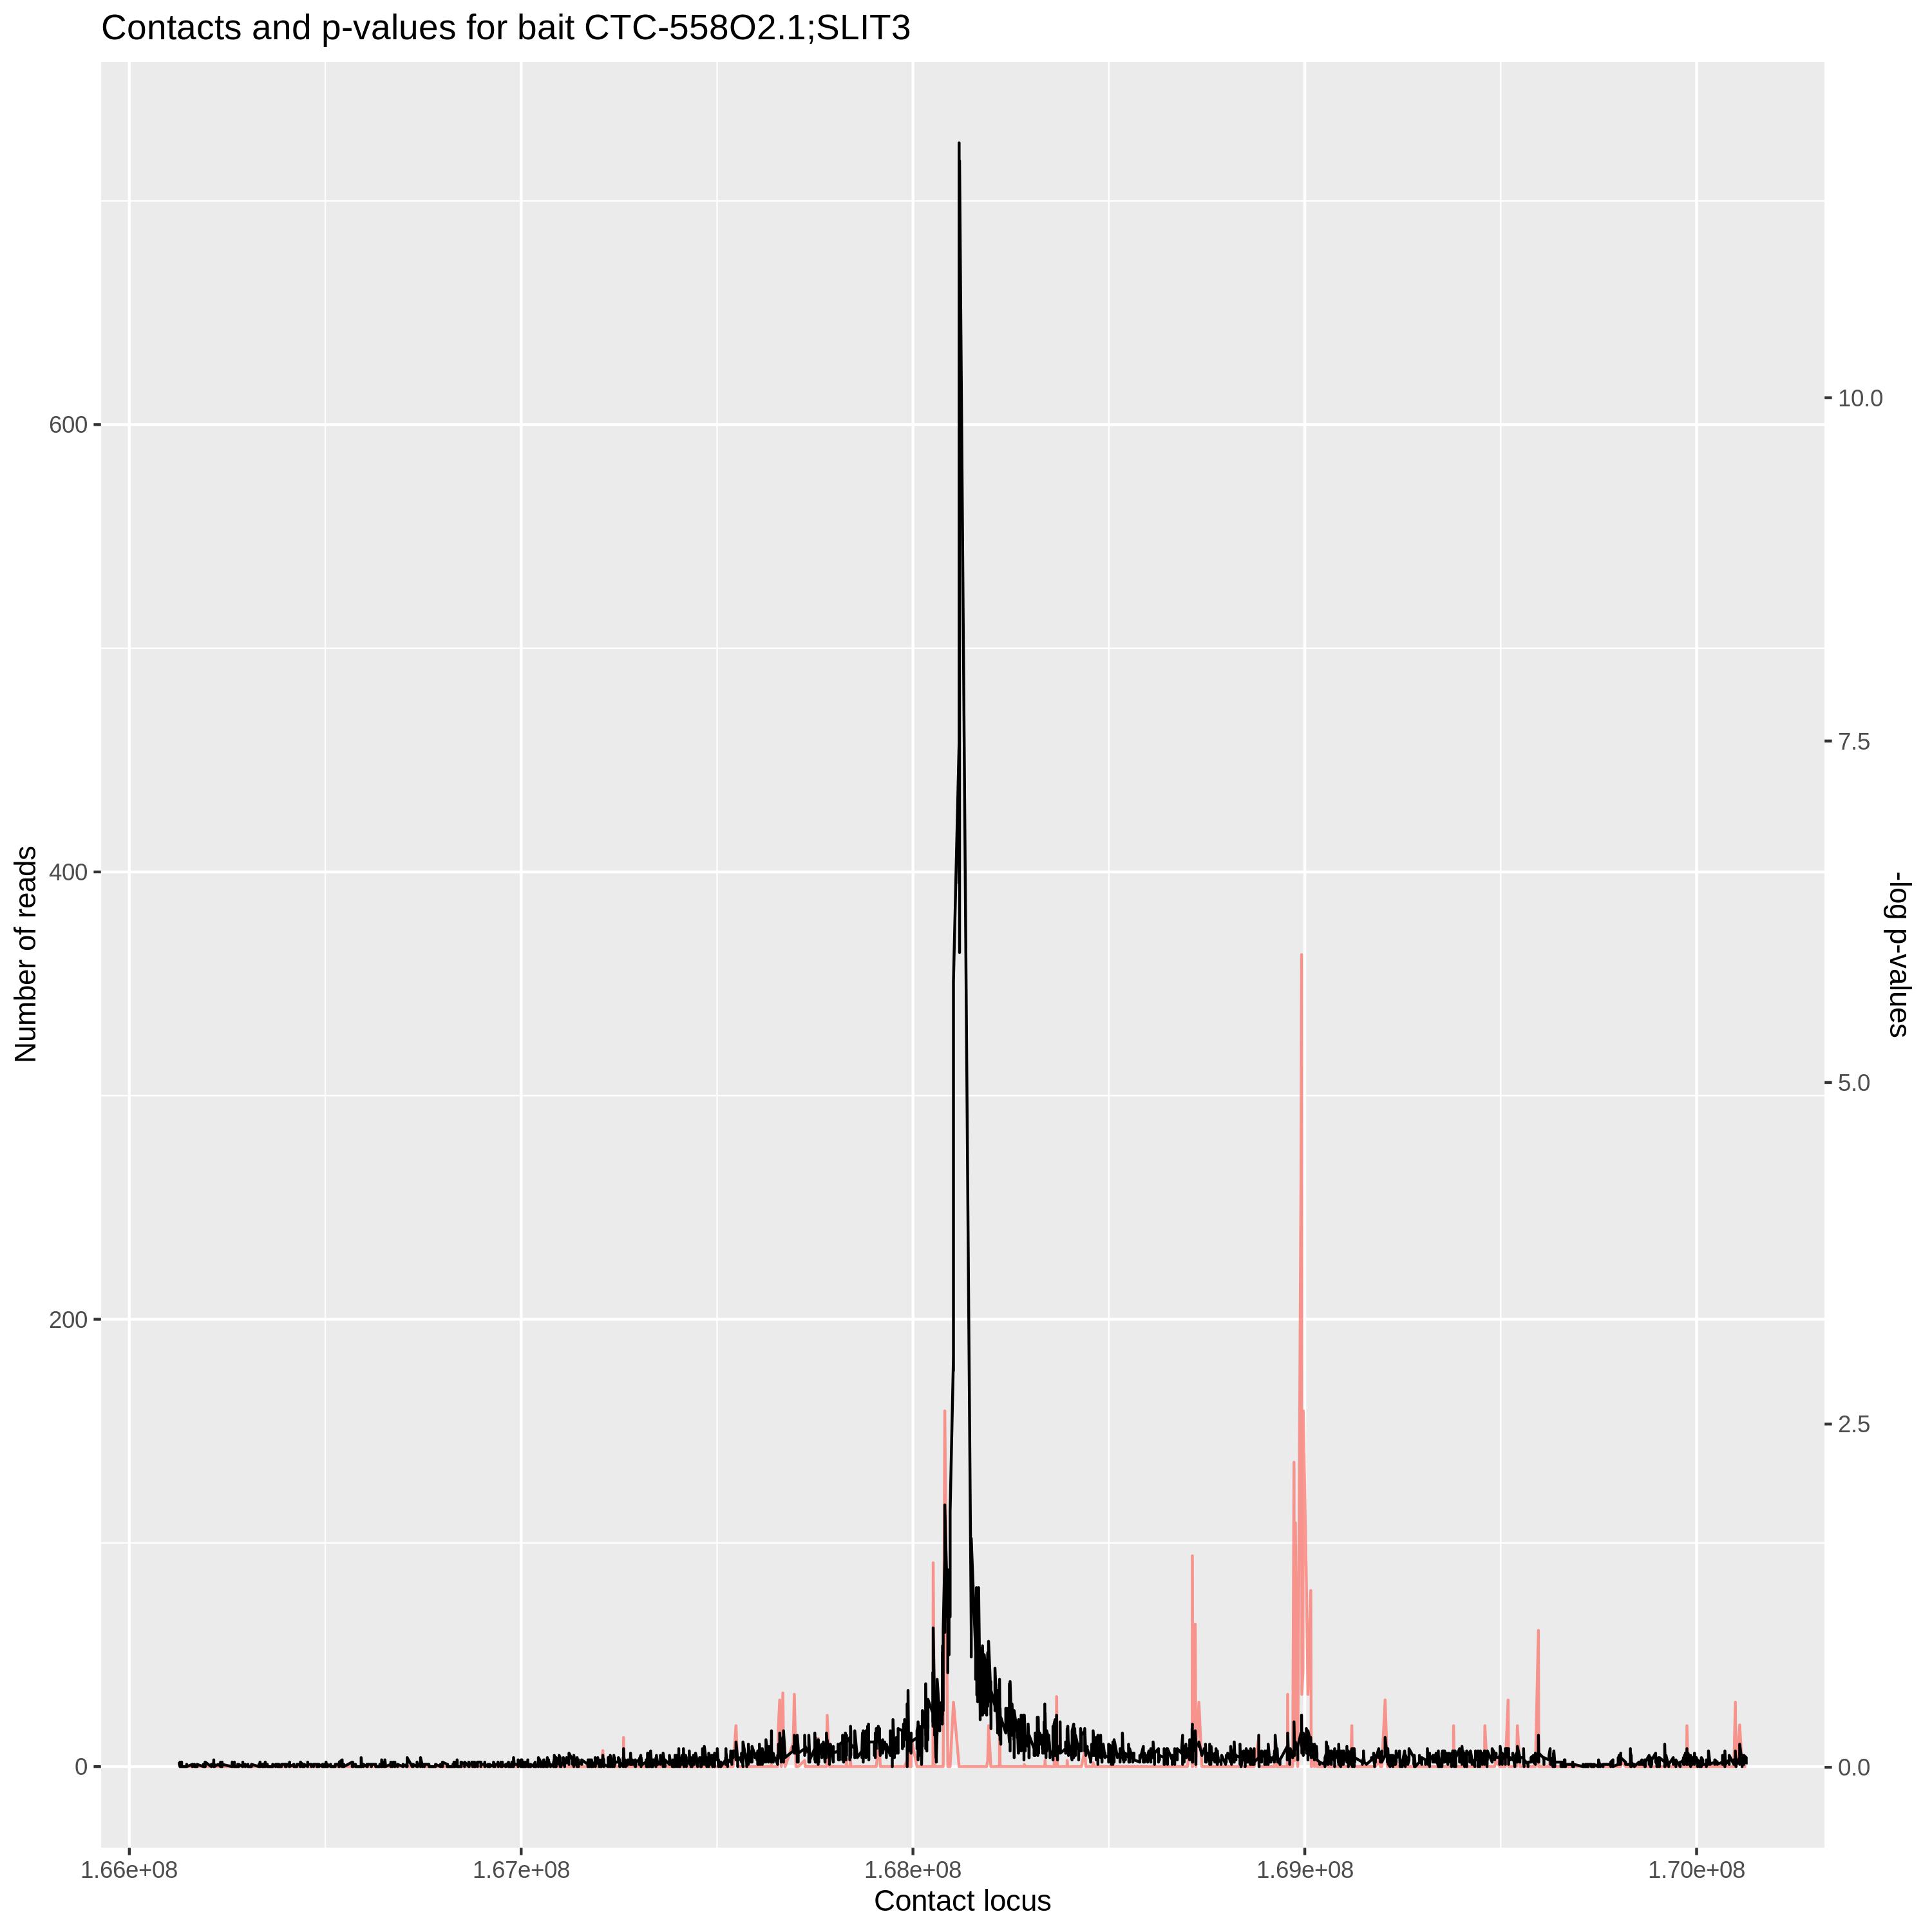 Contacts and p-values for bait CTC-558O2.1;SLIT3
600
400
200
0
Number of reads
10.0
7.5
5.0
2.5
0.0
-log p-values
1.66e+08 1.67e+08 1.68e+08 1.69e+08 1.70e+08
Contact locus